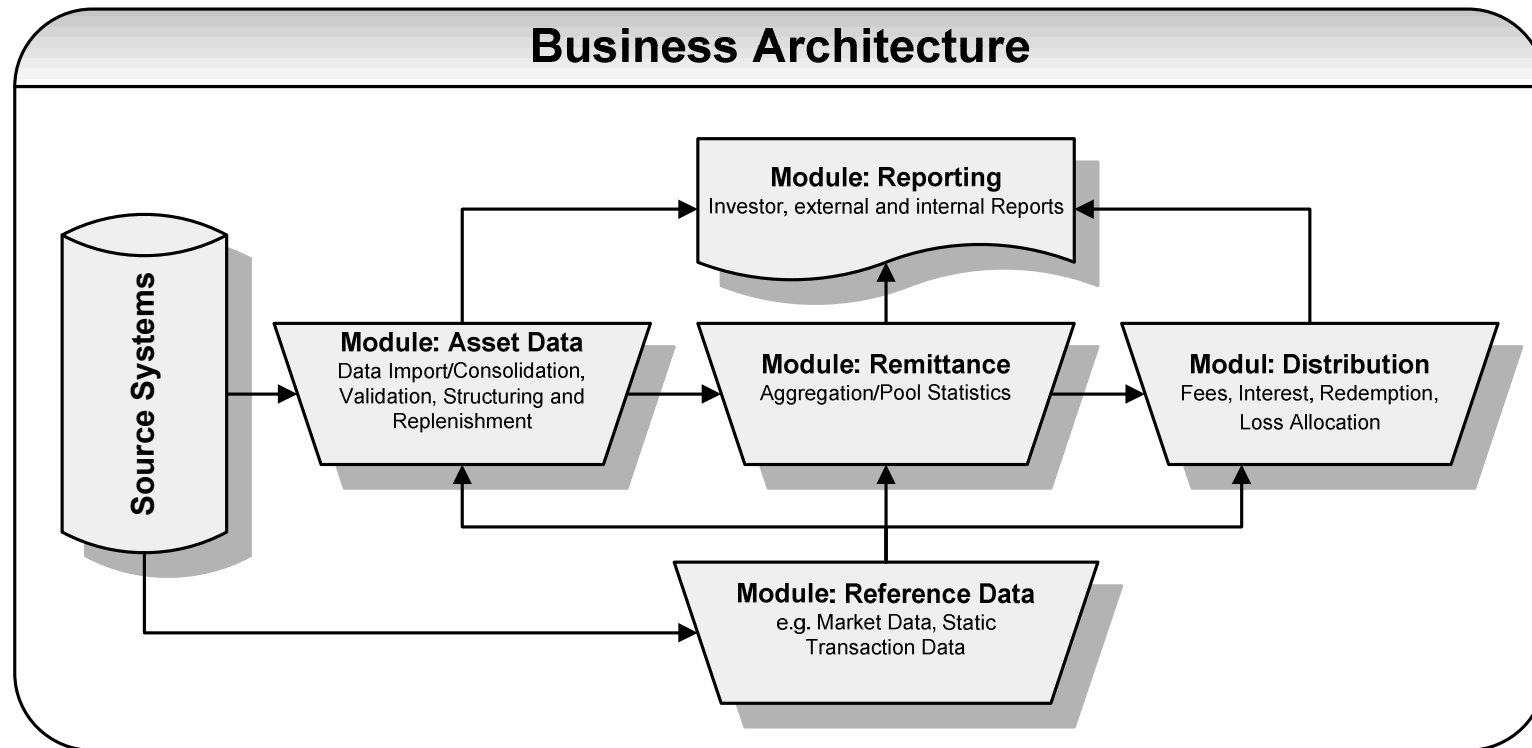 Business Architecture
Module: Reporting
Investor, external and internal Reports
Source Systems
Module: Asset Data
Data Import/Consolidation,
Validation, Structuring and
Replenishment
Module: Remittance
Aggregation/Pool Statistics
Modul: Distribution
Fees, Interest, Redemption,
Loss Allocation
Module: Reference Data
e.g. Market Data, Static
Transaction Data